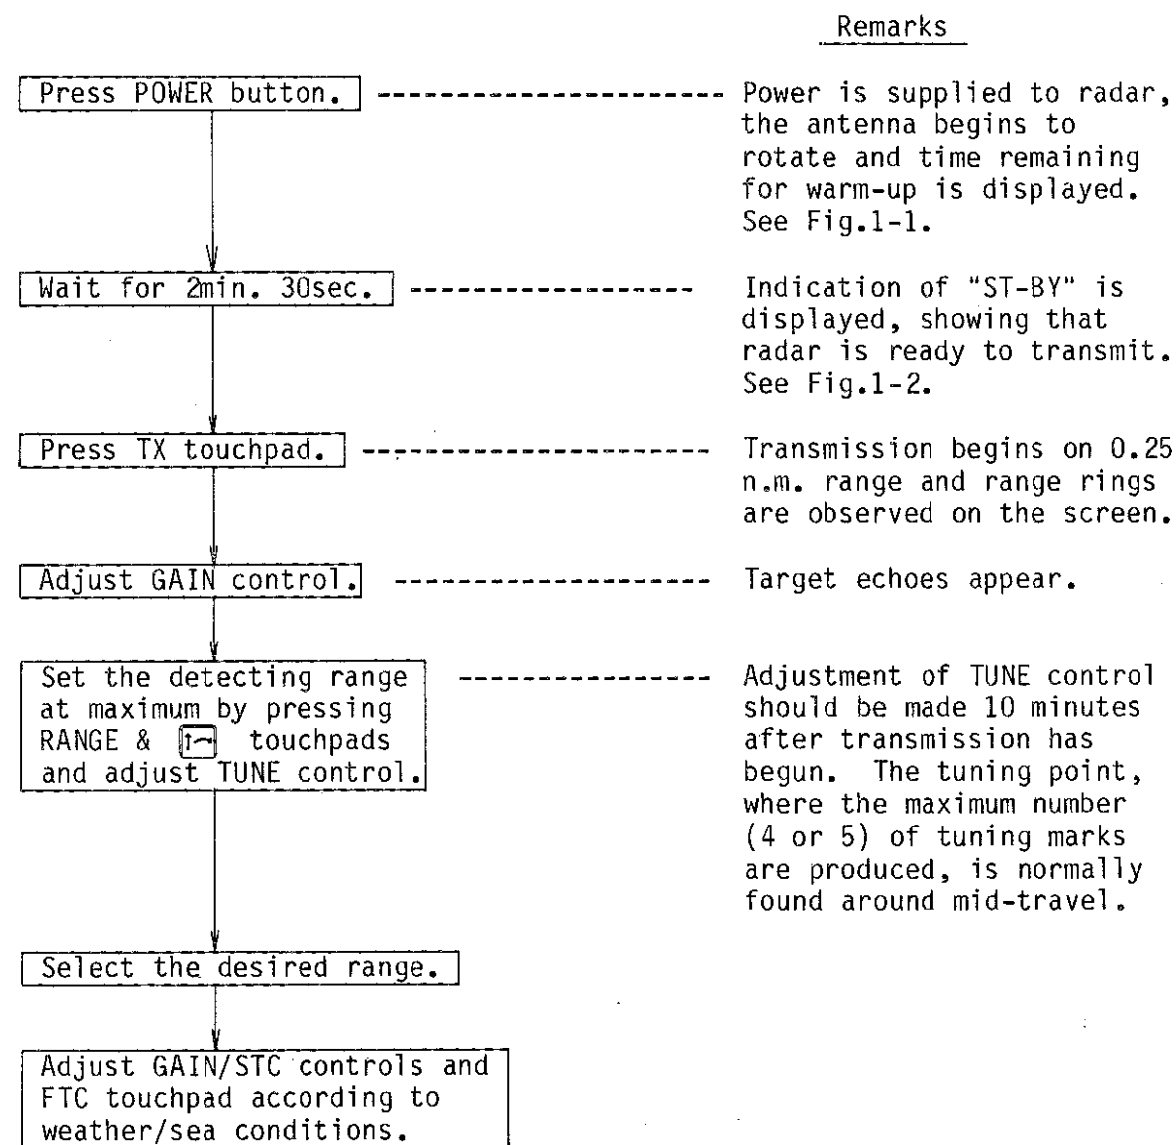 Remarks
Press POWER button. Power is supplied to radar,
the antenna begins to
rotate and time remaining
for warm-up is displayed.
See Fig.1-1.
Wait for 2min. 30sec. Indication of "ST-BY" is
displayed, showing that
radar is ready to transmit.
See Fig.1-2.
Press TX touchpad. Transmission begins on 0.25
n.m. range and range rings
are observed on the screen.
Adjust GAIN control. Target echoes appear.
Set the detecting range
at maximum by pressing
RANGE & touchpads
and adjust TUNE control.
Adjustment of TUNE control
should be made 10 minutes
after transmission has
begun. The tuning point,
where the maximum number
(4 or 5) of tuning marks
are produced, is normally
found around mid-travel.
Select the desired range.
Adjust GAIN/STC controls and
FTC touchpad according to
weather/sea conditions.